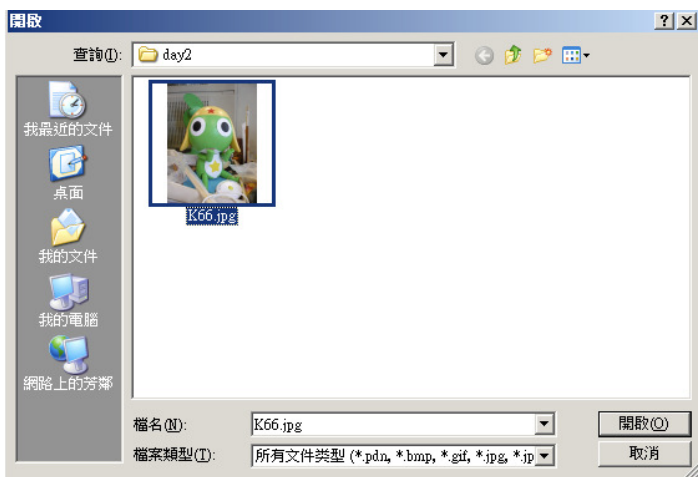 開啟
查詢(I):
day2
我最近的文件
桌面
我的文件
我的電腦
網路上的芳鄰
K66.jpg
檔名(N):
K66.jpg
開啟(O)
檔案類型(T):
所有文件类型 (*.pdn, *.bmp, *.gif, *.jpg, *.jp
取消